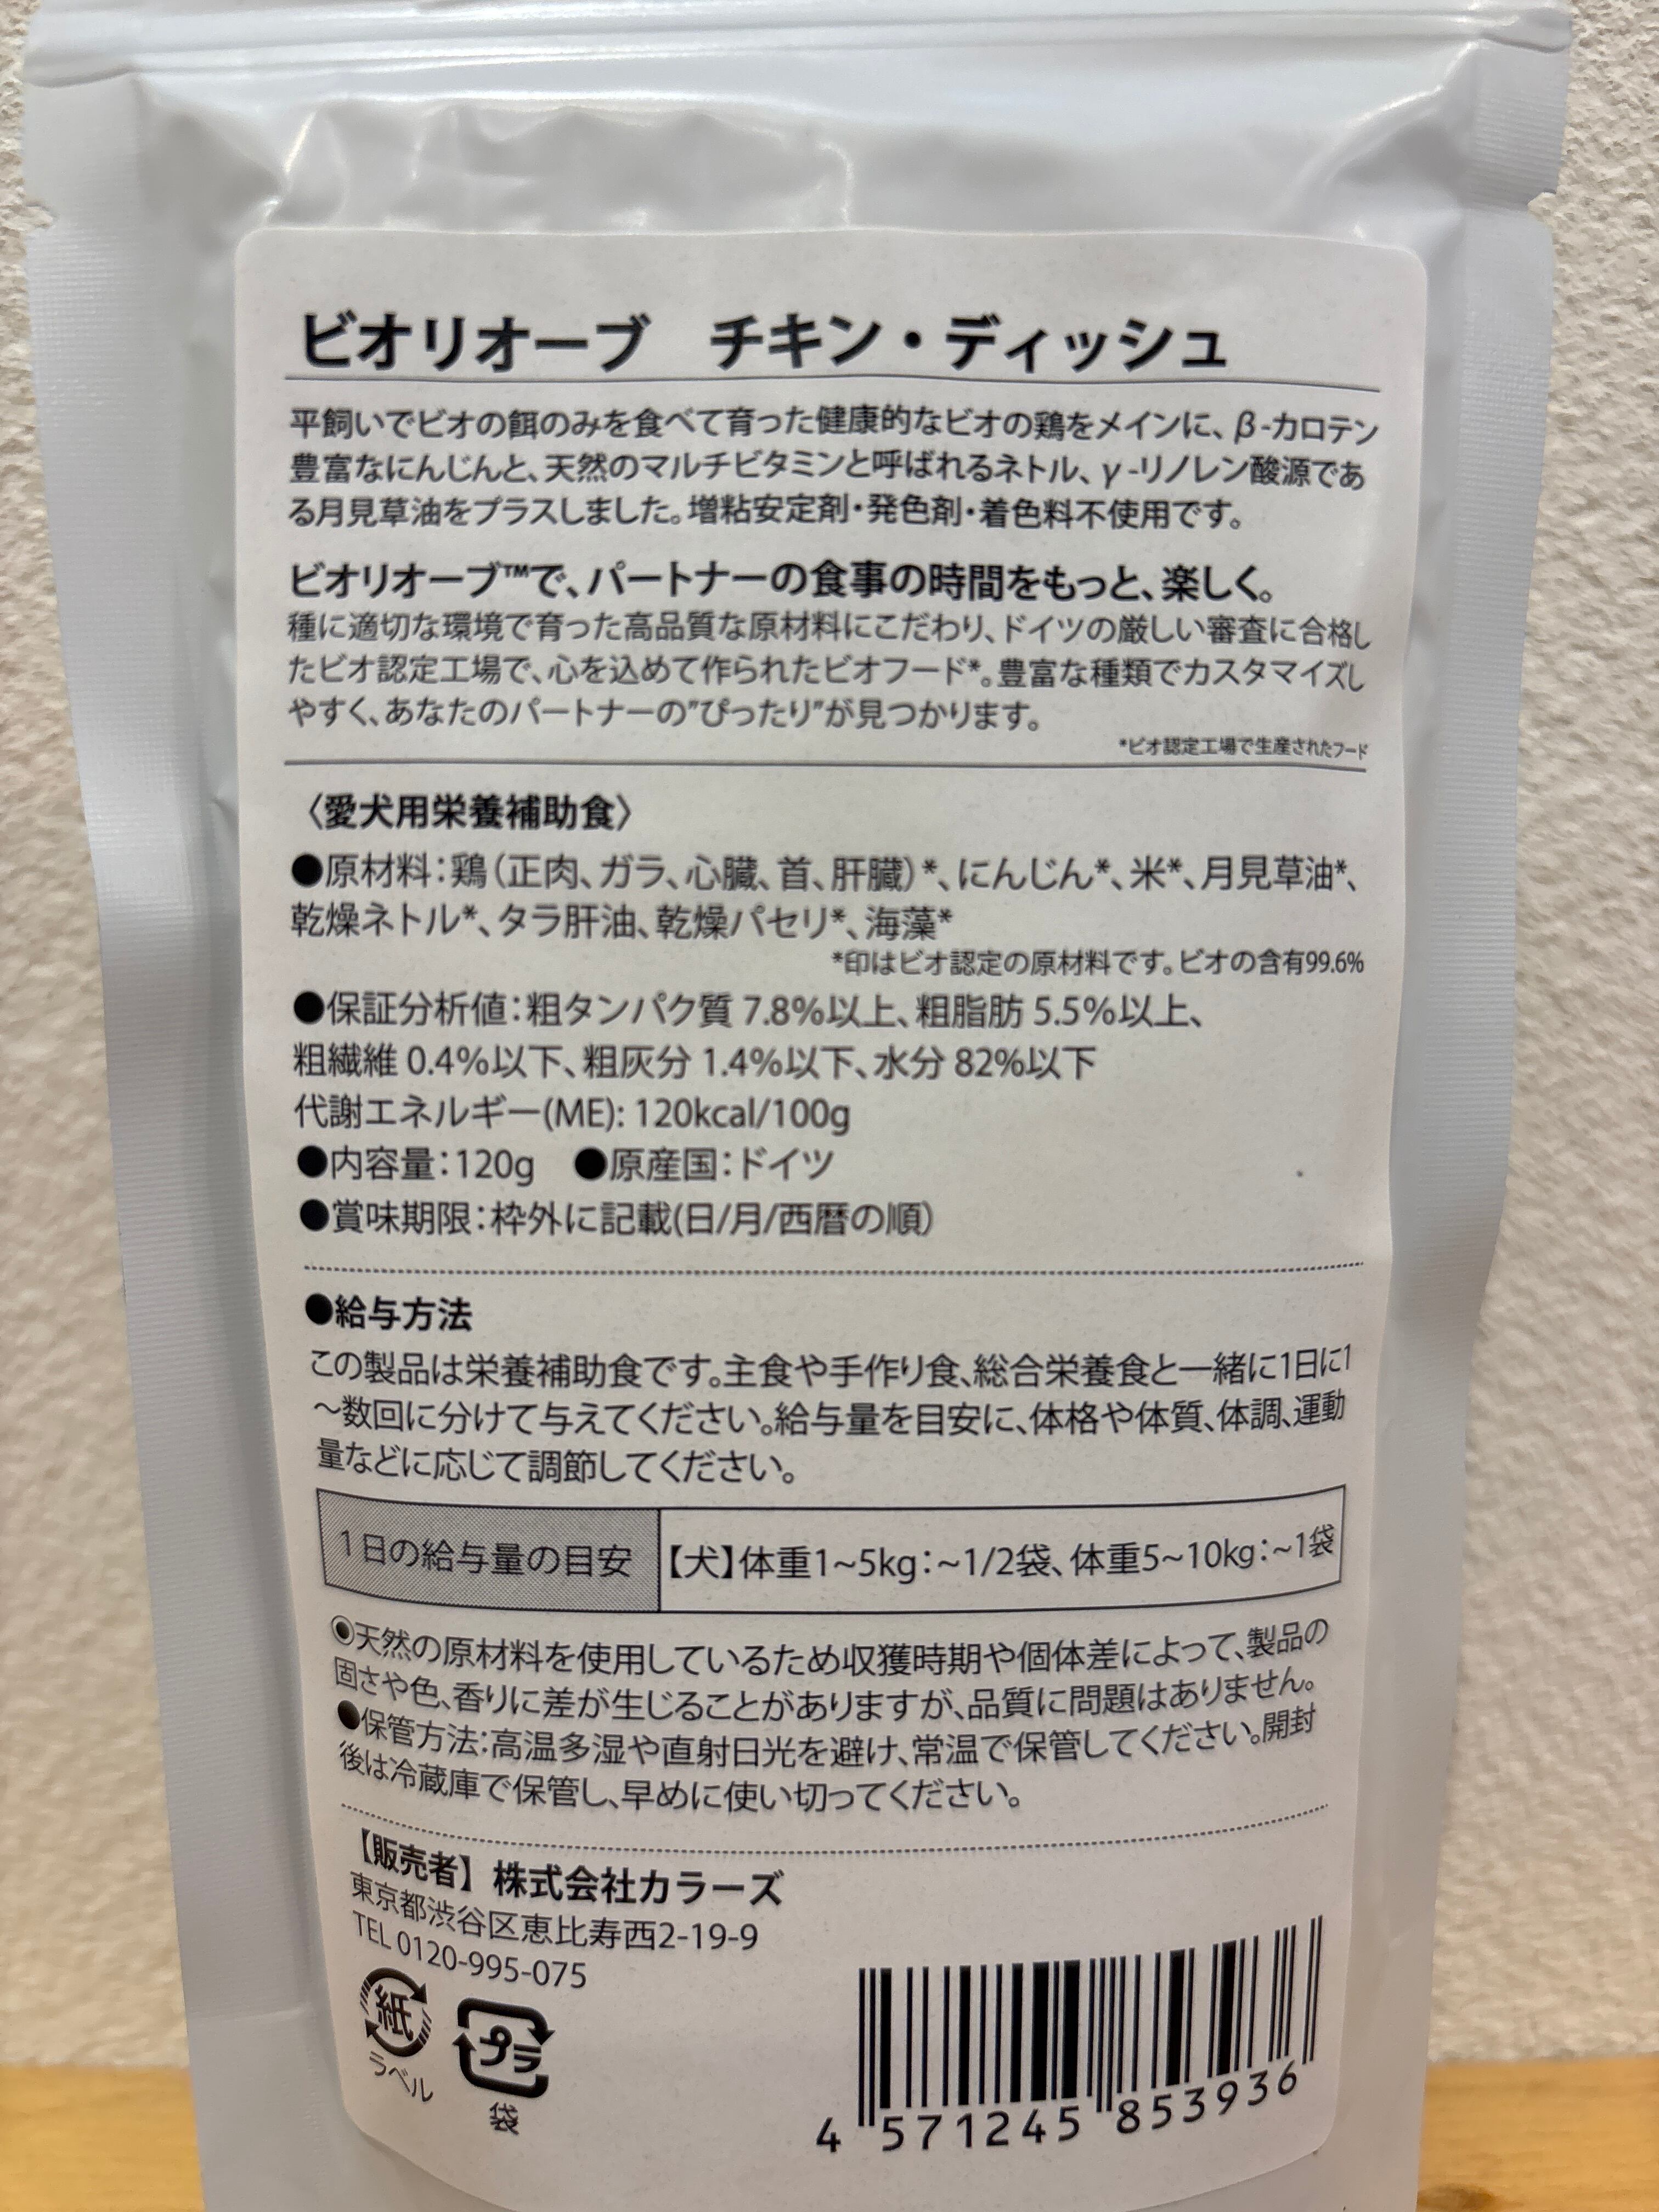 ビオリオーブ　チキン・ディッシュ
平飼いでビオの餌のみを食べて育った健康的なビオの鶏をメインに、β-カロテン
豊富なにんじんと、天然のマルチビタミンと呼ばれるネトル、γ-リノレン酸源であ
る月見草油をプラスしました。増粘安定剤・発色剤・着色料不使用です。
ビオリオーブ™で、パートナーの食事の時間をもっと、楽しく。
種に適切な環境で育った高品質な原材料にこだわり、ドイツの厳しい審査に合格し
たビオ認定工場で、心を込めて作られたビオフード*。豊富な種類でカスタマイズし
やすく、あなたのパートナーの"ぴったり"が見つかります。
*ビオ認定工場で生産されたフード
〈愛犬用栄養補助食〉
●原材料：鶏（正肉、ガラ、心臓、首、肝臓）*、にんじん*、米*、月見草油*、
乾燥ネトル*、タラ肝油、乾燥パセリ*、海藻*
*印はビオ認定の原材料です。ビオの含有99.6%
●保証分析値：粗タンパク質 7.8%以上、粗脂肪 5.5%以上、
粗繊維 0.4%以下、粗灰分 1.4%以下、水分 82%以下
代謝エネルギー(ME): 120kcal/100g
●内容量：120g　●原産国：ドイツ
●賞味期限：枠外に記載(日/月/西暦の順)
●給与方法
この製品は栄養補助食です。主食や手作り食、総合栄養食と一緒に1日に1
～数回に分けて与えてください。給与量を目安に、体格や体質、体調、運動
量などに応じて調節してください。
1日の給与量の目安　【犬】体重1~5kg：~1/2袋、体重5~10kg：~1袋
◉天然の原材料を使用しているため収獲時期や個体差によって、製品の
固さや色、香りに差が生じることがありますが、品質に問題はありません。
●保管方法：高温多湿や直射日光を避け、常温で保管してください。開封
後は冷蔵庫で保管し、早めに使い切ってください。
【販売者】株式会社カラーズ
東京都渋谷区恵比寿西2-19-9
TEL 0120-995-075
紙
ラベル
プラ
袋
4 571245 853936